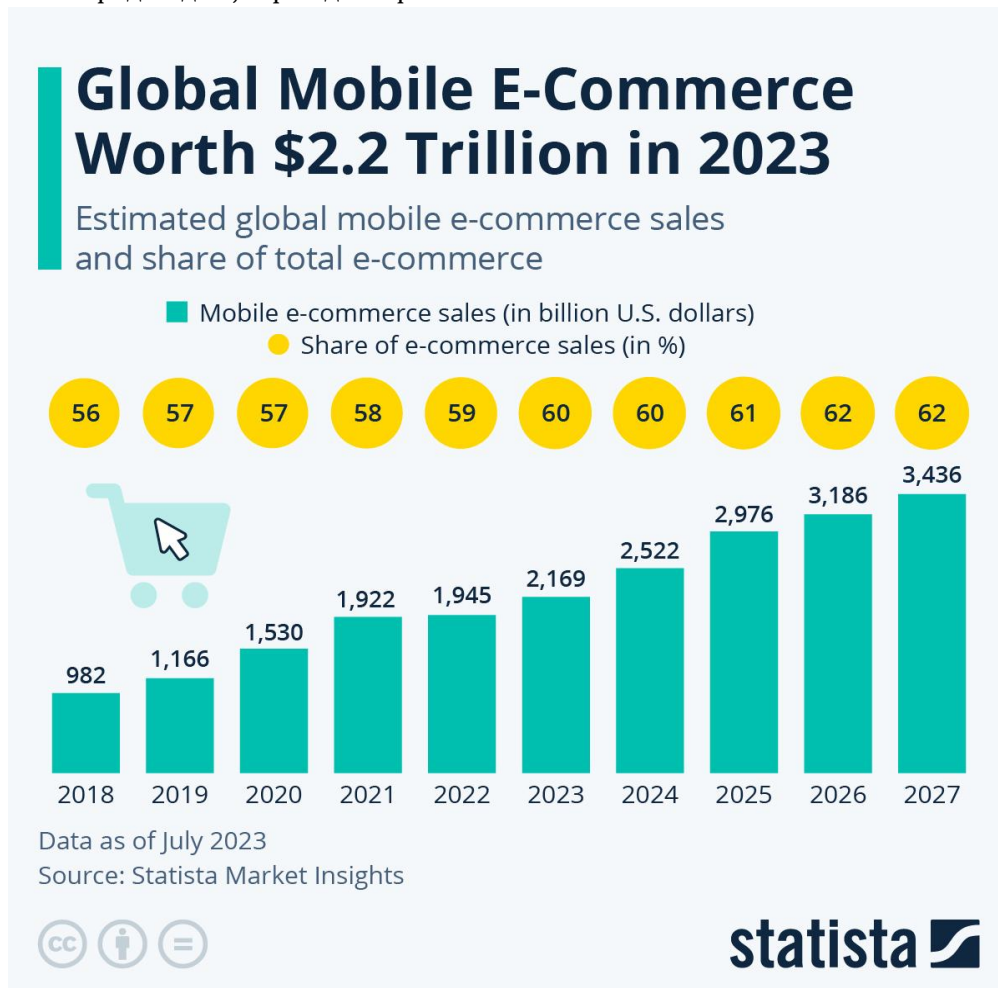 Global Mobile E-Commerce
Worth $2.2 Trillion in 2023
Estimated global mobile e-commerce sales
and share of total e-commerce
Mobile e-commerce sales (in billion U.S. dollars)
Share of e-commerce sales (in %)
56 57 57 58 59 60 60 61 62 62
982 1,166 1,530 1,922 1,945 2,169 2,522 2,976 3,186 3,436
2018 2019 2020 2021 2022 2023 2024 2025 2026 2027
Data as of July 2023
Source: Statista Market Insights
cc
statista